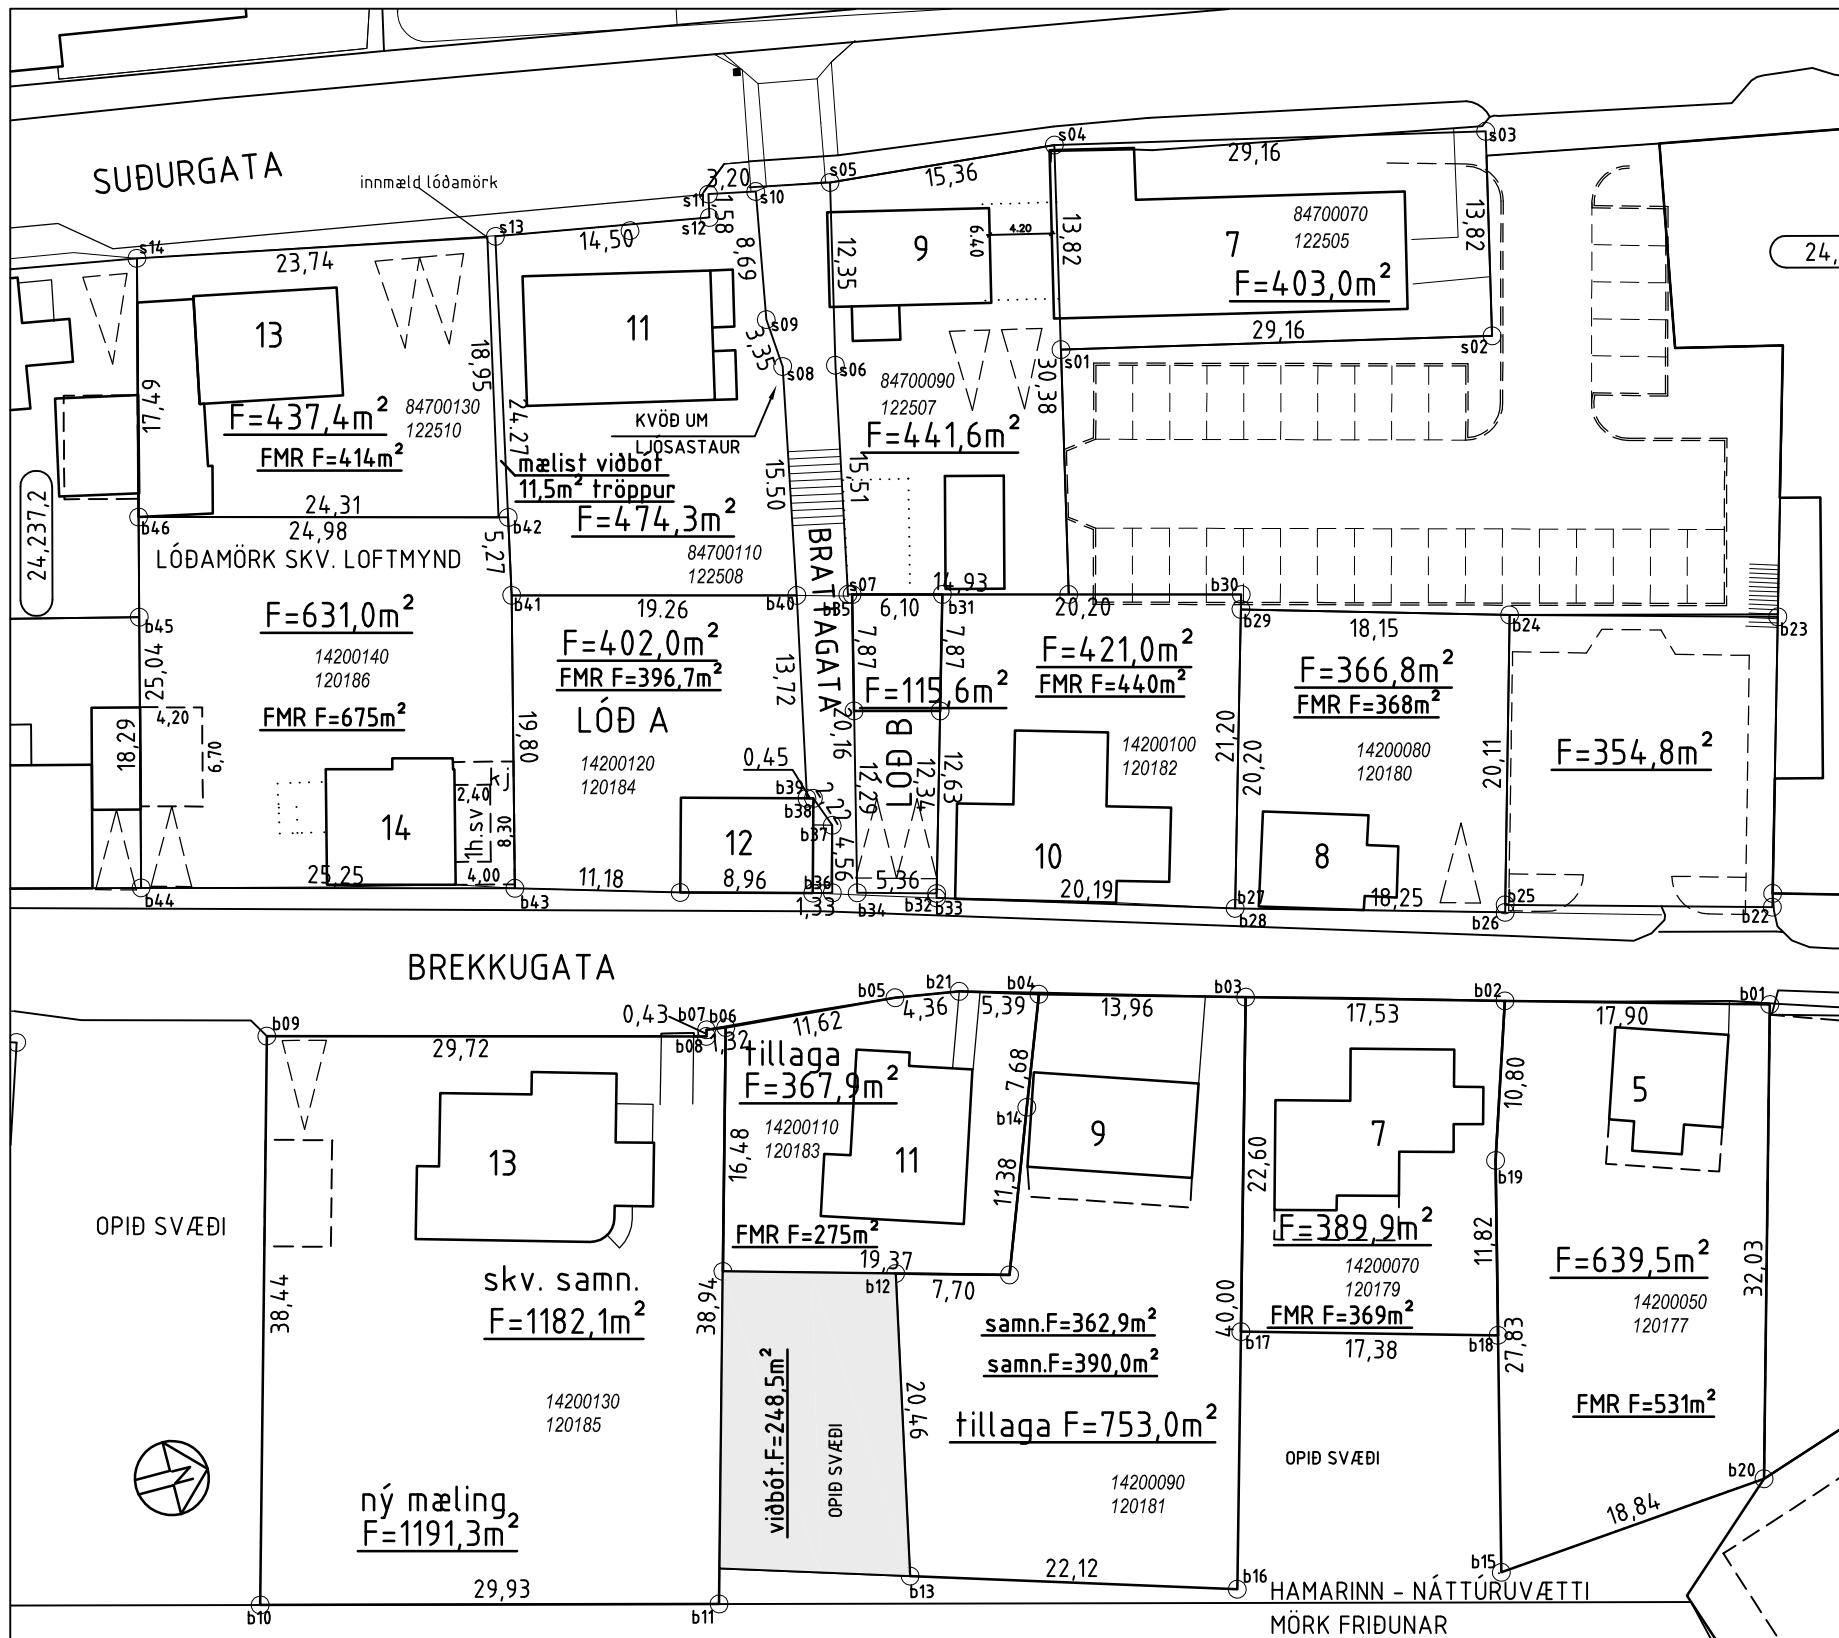 SUÐURGATA
innmæld lóðamörk
s14
23,74
s13
14,50
s12
s11
1,58
3,20
s10
8,69
s05
15,36
s04
29,16
s03
13,82
13,82
84700070
122505
7
F=403,0m²
29,16
s02
s01
24,
9
6.40
4.20
12,35
s09
3,35
s08
s06
84700090
122507
F=441,6m²
30,38
15,51
13
17,49
18,95
F=437,4m²
FMR F=414m²
84700130
122510
24,31
24,98
b46
b42
24,237,2
LÓÐAMÖRK SKV. LOFTMYND
5,27
11
24.27
KVÖÐ UM
LJÓSASTAUR
mælist viðbót
11,5m² tröppur
F=474,3m²
84700110
122508
15.50
BRATTAGATA
b41
19.26
b40
b35
s07
6,10
14,93
b31
20,20
b30
b29
18,15
b24
b23
b45
F=631,0m²
14200140
120186
FMR F=675m²
25,04
18,29
4,20
6,70
14
kj
2,40
1h.sv
8,30
4,00
25,25
b44
b43
19,80
F=402,0m²
FMR F=396,7m²
LÓÐ A
14200120
120184
13,72
0,45
b39
b38
2,22
b37
4,56
b36
12
11,18
8,96
1,33
7,87
7,87
F=115,6m²
20,16
LÓÐ B
12,29
12,34
12,63
5,36
b34
b32
b33
F=421,0m²
FMR F=440m²
14200100
120182
10
20,19
21,20
20,20
b27
b28
F=366,8m²
FMR F=368m²
14200080
120180
20,11
8
18,25
b25
b26
F=354,8m²
b22
BREKKUGATA
b09
29,72
0,43
b07
b06
b08
1,32
11,62
b05
4,36
b21
5,39
b04
13,96
b03
17,53
b02
17,90
b01
OPIÐ SVÆÐI
38,44
13
skv. samn.
F=1182,1m²
14200130
120185
ný mæling
F=1191,3m²
29,93
b10
b11
38,94
16,48
tillaga
F=367,9m²
14200110
120183
11
FMR F=275m²
19,37
b12
7,70
7,68
b14
11,38
9
viðbót.F=248,5m²
OPIÐ SVÆÐI
20,46
samn.F=362,9m²
samn.F=390,0m²
tillaga F=753,0m²
14200090
120181
22,12
b13
b16
22,60
40,00
7
F=389,9m²
14200070
120179
FMR F=369m²
b17
17,38
b18
10,80
b19
11,82
27,83
OPIÐ SVÆÐI
5
F=639,5m²
14200050
120177
FMR F=531m²
32,03
b20
18,84
b15
HAMARINN - NÁTTÚRUVÆTTI
MÖRK FRIÐUNAR
N